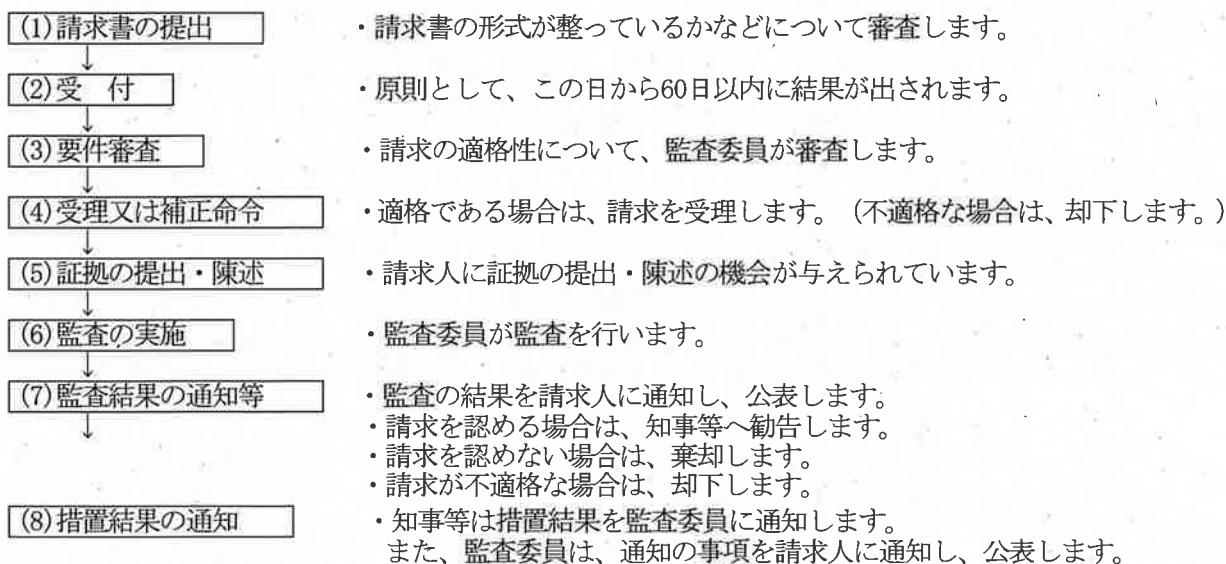 (1)請求書の提出 ・請求書の形式が整っているかなどについて審査します。
(2)受　付 ・原則として、この日から60日以内に結果が出されます。
(3)要件審査 ・請求の適格性について、監査委員が審査します。
(4)受理又は補正命令 ・適格である場合は、請求を受理します。（不適格な場合は、却下します。）
(5)証拠の提出・陳述 ・請求人に証拠の提出・陳述の機会が与えられています。
(6)監査の実施 ・監査委員が監査を行います。
(7)監査結果の通知等 ・監査の結果を請求人に通知し、公表します。
・請求を認める場合は、知事等へ勧告します。
・請求を認めない場合は、棄却します。
・請求が不適格な場合は、却下します。
(8)措置結果の通知 ・知事等は措置結果を監査委員に通知します。
また、監査委員は、通知の事項を請求人に通知し、公表します。